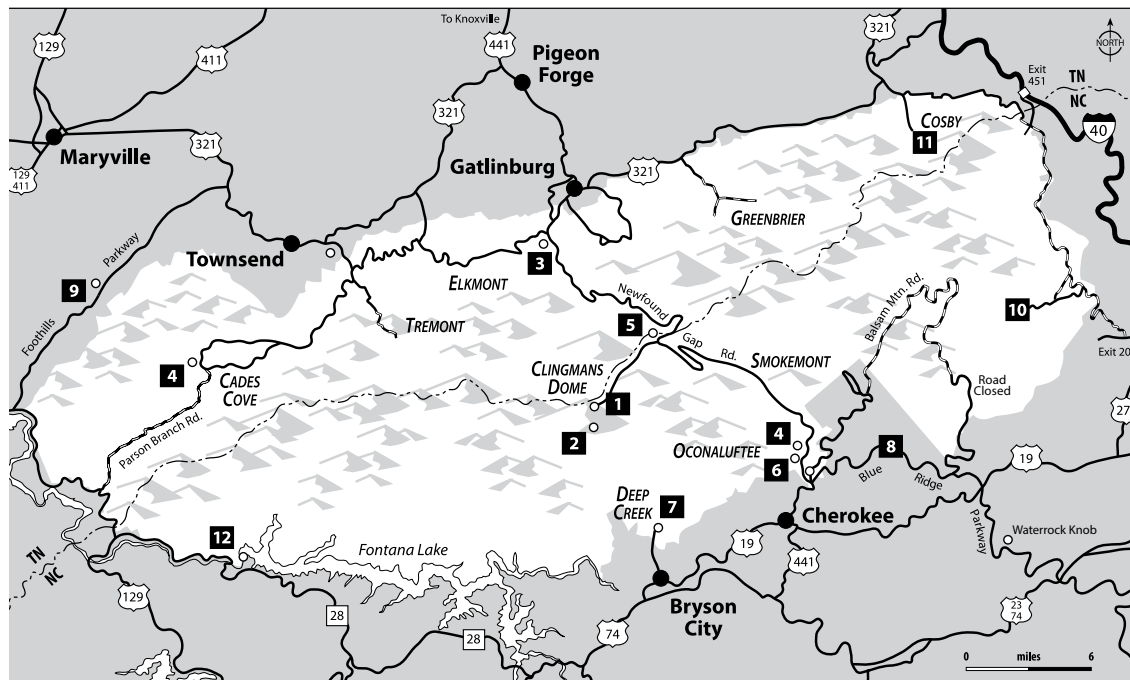 To Knoxville
129
411
441
321
NORTH
Pigeon
Forge
Exit
451
TN
NC
40
321
COSBY
11
Maryville
321
129
411
Gatlinburg
321
GREENBRIER
Townsend
3
ELKMONT
Parkway
9
Foothills
TREMONT
Newfound
Gap
Rd.
5
Balsam Mtn. Rd.
10
Exit 20
4
CADES
COVE
CLINGMANS
DOME
SMOKEMONT
Road
Closed
276
1
2
Parson Branch Rd.
4
OCONALUFTEE
6
8
Blue
Ridge
Parkway
19
DEEP
CREEK
7
Cherokee
Waterrock Knob
12
Fontana Lake
19
441
TN
NC
129
28
28
74
Bryson
City
23
74
0 miles 6